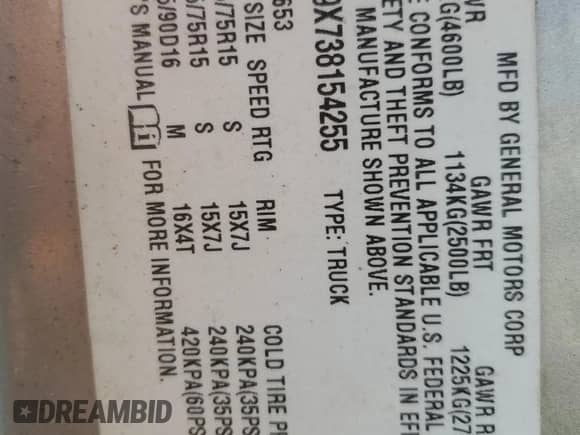 MFD BY GENERAL MOTORS CORP
GAWR FRT GAWR R
(4600LB) 1134KG(2500LB) 1225KG(27
CONFORMS TO ALL APPLICABLE U.S. FEDERAL
ETY AND THEFT PREVENTION STANDARDS IN EF
MANUFACTURE SHOWN ABOVE.
9X738154255 TYPE: TRUCK
653
SIZE SPEED RTG RIM COLD TIRE
/75R15 S 15X7J 240KPA(35PS
/75R15 S 15X7J 240KPA(35PS
/90D16 M 16X4T 420KPA(60PS
'S MANUAL i FOR MORE INFORMATION.
DREAMBID